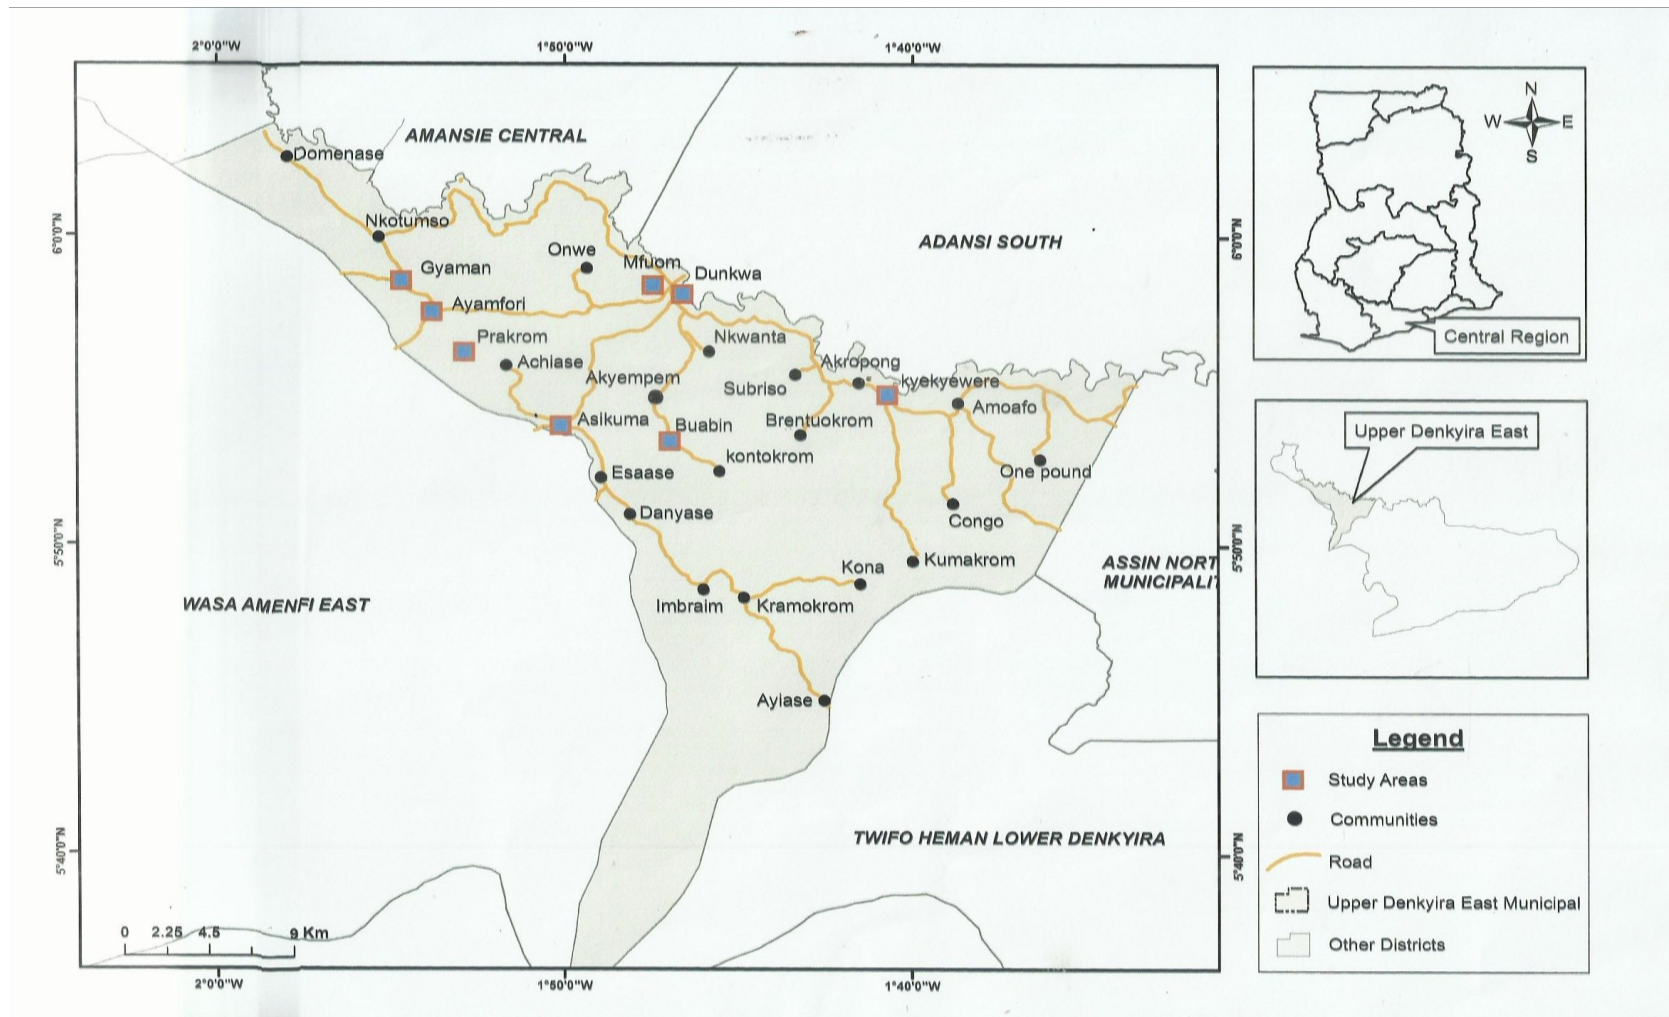 2°0'0"W
1°50'0"W
1°40'0"W
AMANSIE CENTRAL
Domenase
Nkotumso
6°0'0"N
6°0'0"N
ADANSI SOUTH
Onwe
Mfuom
Gyaman
Dunkwa
Ayamfori
Prakrom
Nkwanta
Achiase
Akropong
Akyempem
Subriso
kyekyewere
Amoafo
Asikuma
Buabin
Brentuokrom
kontokrom
Esaase
One pound
Danyase
Congo
5°50'0"N
5°50'0"N
Kona
Kumakrom
ASSIN NORT
MUNICIPALIT
WASA AMENFI EAST
Imbraim
Kramokrom
Ayiase
TWIFO HEMAN LOWER DENKYIRA
5°40'0"N
5°40'0"N
0 2.25 4.5 9 Km
2°0'0"W
1°50'0"W
1°40'0"W
N
W E
S
Central Region
Upper Denkyira East
Legend
Study Areas
Communities
Road
Upper Denkyira East Municipal
Other Districts